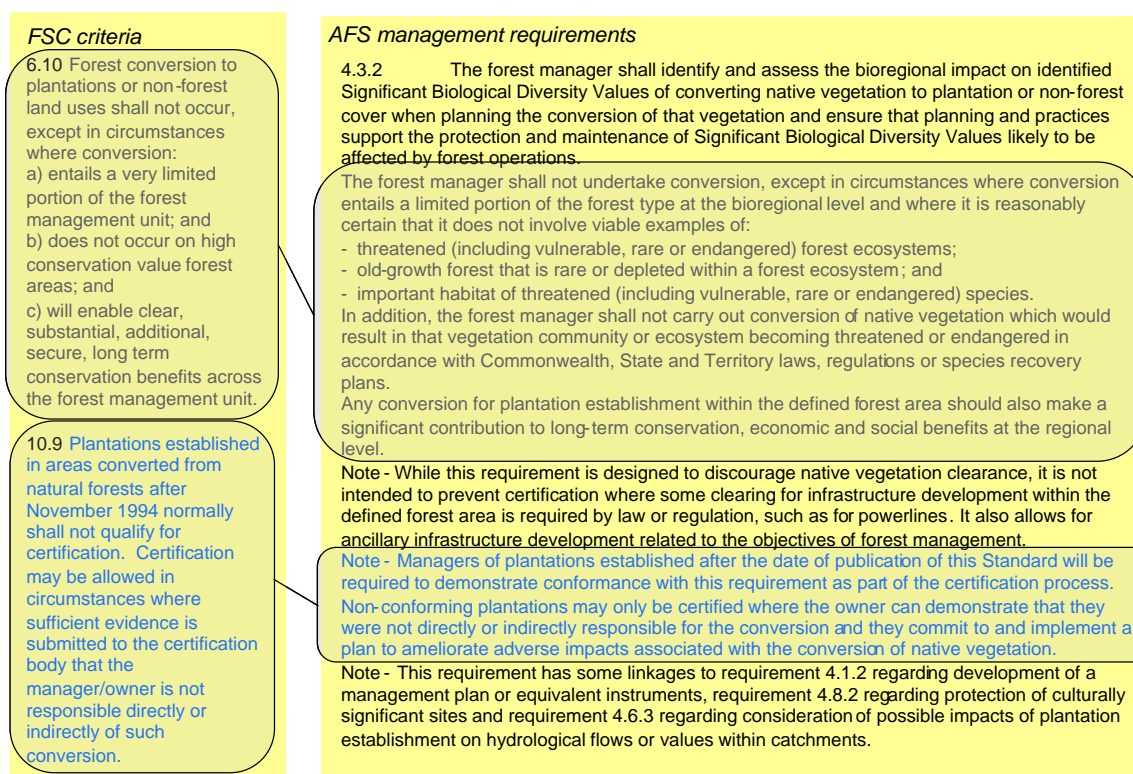 FSC criteria
6.10 Forest conversion to
plantations or non-forest
land uses shall not occur,
except in circumstances
where conversion:
a) entails a very limited
portion of the forest
management unit; and
b) does not occur on high
conservation value forest
areas; and
c) will enable clear,
substantial, additional,
secure, long term
conservation benefits across
the forest management unit.
10.9 Plantations established
in areas converted from
natural forests after
November 1994 normally
shall not qualify for
certification. Certification
may be allowed in
circumstances where
sufficient evidence is
submitted to the certification
body that the
manager/owner is not
responsible directly or
indirectly of such
conversion.
AFS management requirements
4.3.2 The forest manager shall identify and assess the bioregional impact on identified
Significant Biological Diversity Values of converting native vegetation to plantation or non-forest
cover when planning the conversion of that vegetation and ensure that planning and practices
support the protection and maintenance of Significant Biological Diversity Values likely to be
affected by forest operations.
The forest manager shall not undertake conversion, except in circumstances where conversion
entails a limited portion of the forest type at the bioregional level and where it is reasonably
certain that it does not involve viable examples of:
- threatened (including vulnerable, rare or endangered) forest ecosystems;
- old-growth forest that is rare or depleted within a forest ecosystem; and
- important habitat of threatened (including vulnerable, rare or endangered) species.
In addition, the forest manager shall not carry out conversion of native vegetation which would
result in that vegetation community or ecosystem becoming threatened or endangered in
accordance with Commonwealth, State and Territory laws, regulations or species recovery
plans.
Any conversion for plantation establishment within the defined forest area should also make a
significant contribution to long-term conservation, economic and social benefits at the regional
level.
Note - While this requirement is designed to discourage native vegetation clearance, it is not
intended to prevent certification where some clearing for infrastructure development within the
defined forest area is required by law or regulation, such as for powerlines. It also allows for
ancillary infrastructure development related to the objectives of forest management.
Note - Managers of plantations established after the date of publication of this Standard will be
required to demonstrate conformance with this requirement as part of the certification process.
Non-conforming plantations may only be certified where the owner can demonstrate that they
were not directly or indirectly responsible for the conversion and they commit to and implement a
plan to ameliorate adverse impacts associated with the conversion of native vegetation.
Note - This requirement has some linkages to requirement 4.1.2 regarding development of a
management plan or equivalent instruments, requirement 4.8.2 regarding protection of culturally
significant sites and requirement 4.6.3 regarding consideration of possible impacts of plantation
establishment on hydrological flows or values within catchments.